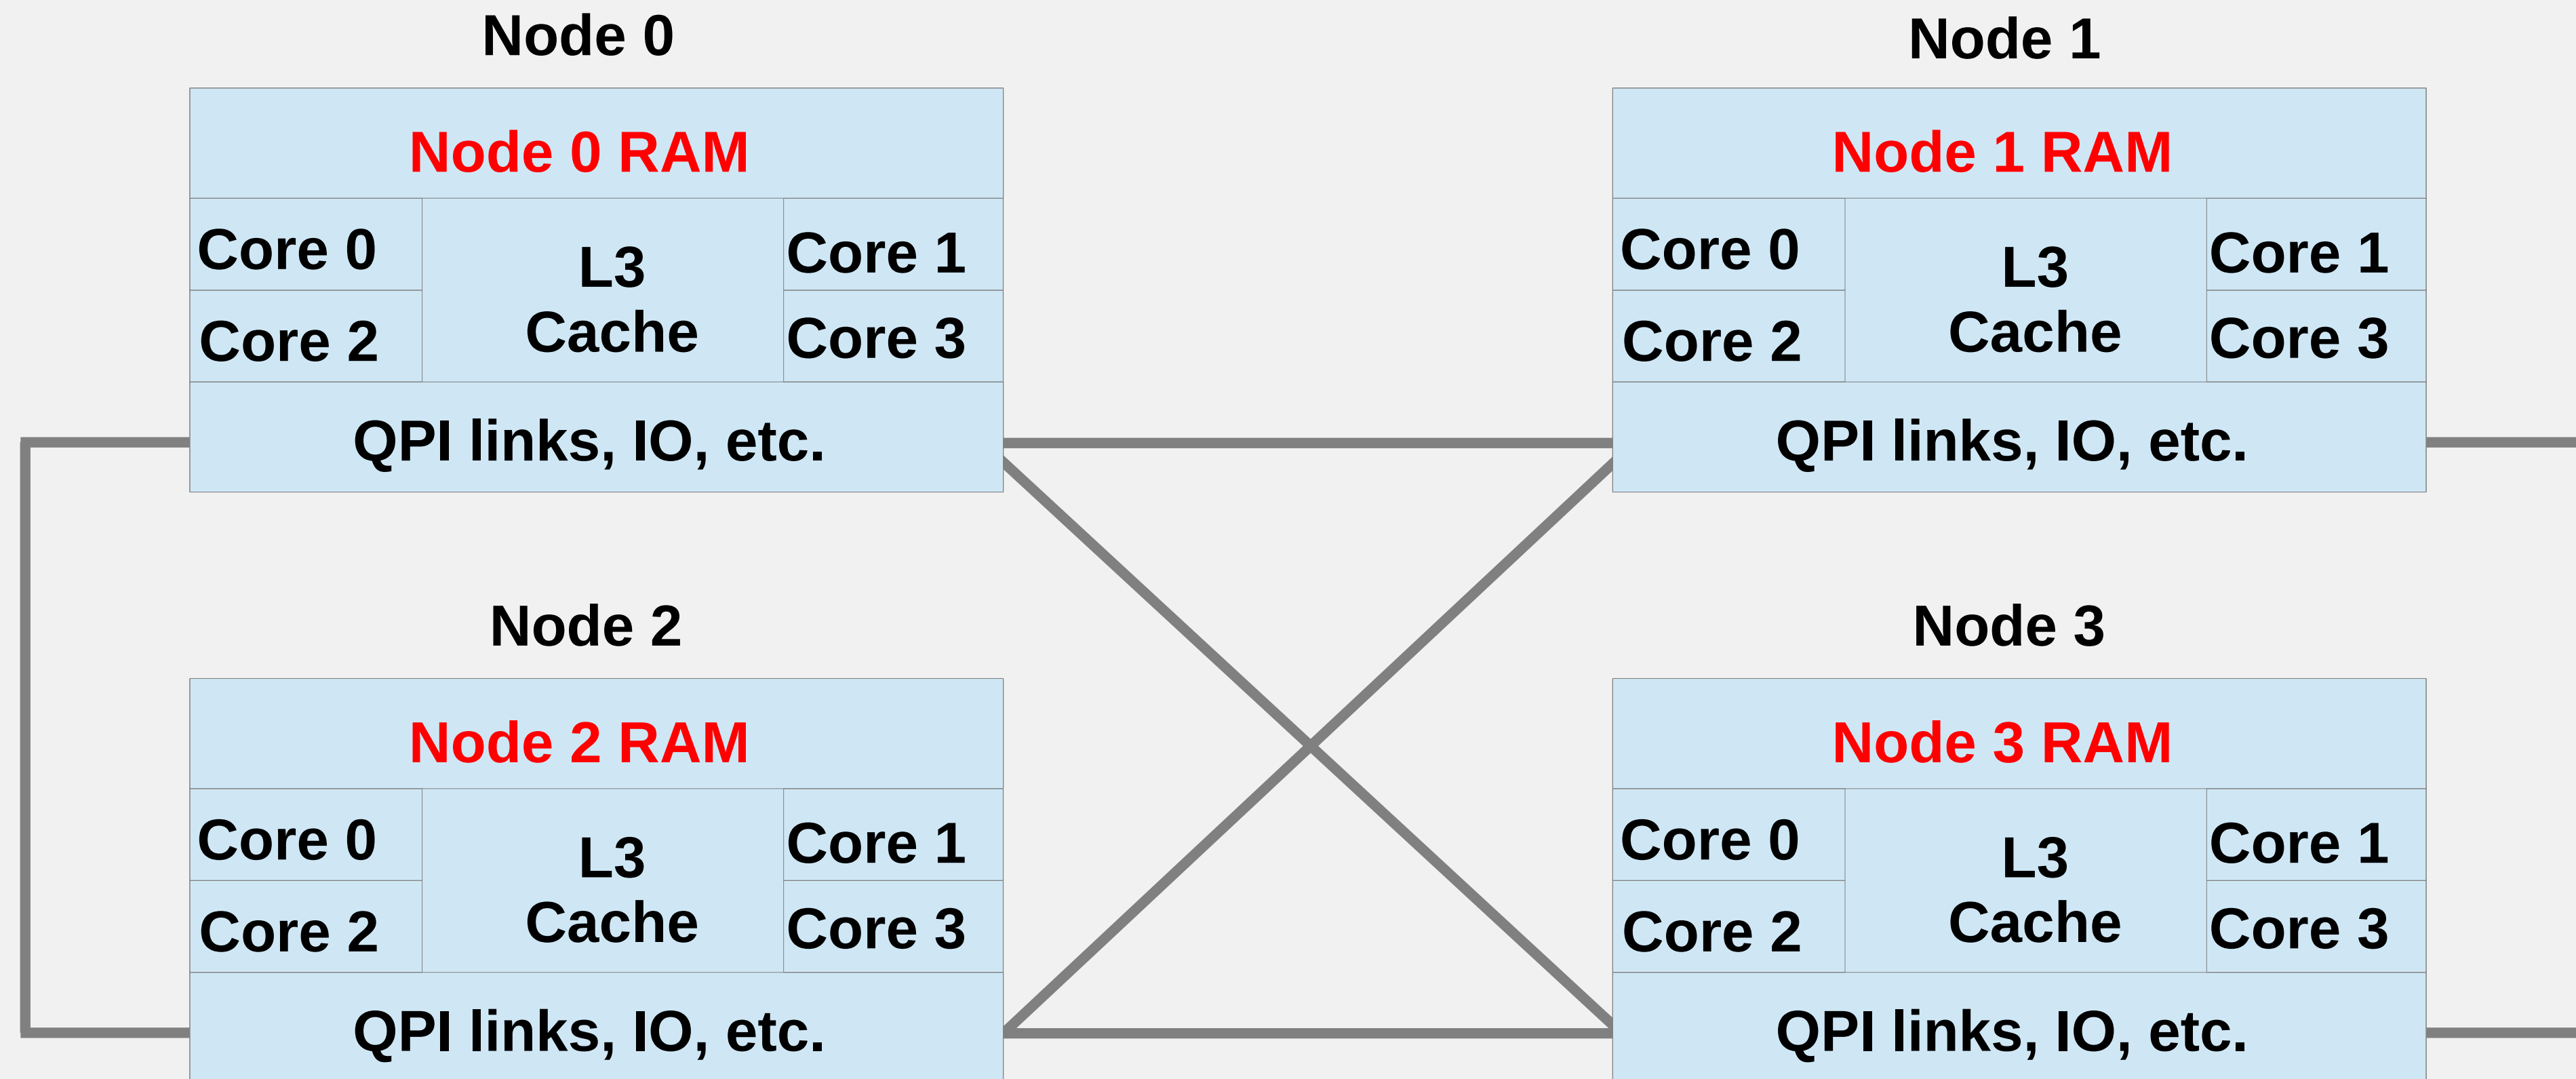 Node 0
Node 1
Node 0 RAM
Core 0
L3
Cache
Core 1
Core 2
Core 3
QPI links, IO, etc.
Node 1 RAM
Core 0
L3
Cache
Core 1
Core 2
Core 3
QPI links, IO, etc.
Node 2
Node 3
Node 2 RAM
Core 0
L3
Cache
Core 1
Core 2
Core 3
QPI links, IO, etc.
Node 3 RAM
Core 0
L3
Cache
Core 1
Core 2
Core 3
QPI links, IO, etc.